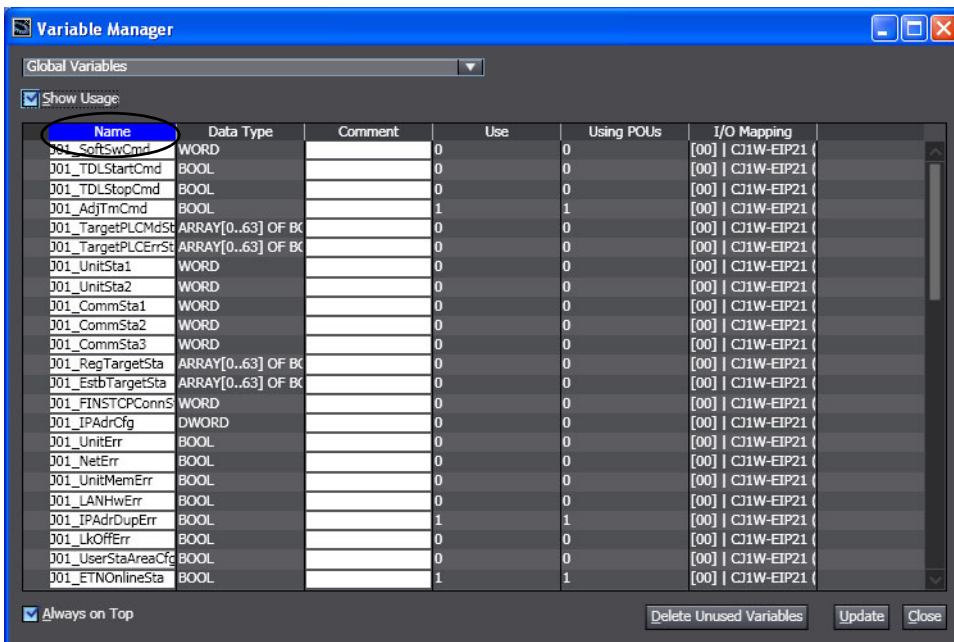 Variable Manager
Global Variables
Show Usage
Name Data Type Comment Use Using POUs I/O Mapping
J01_SoftSwCmd WORD 0 0 [00] | CJ1W-EIP21 (
J01_TDLStartCmd BOOL 0 0 [00] | CJ1W-EIP21 (
J01_TDLStopCmd BOOL 0 0 [00] | CJ1W-EIP21 (
J01_AdjTmCmd BOOL 1 1 [00] | CJ1W-EIP21 (
J01_TargetPLCMdSt ARRAY[0..63] OF BO 0 0 [00] | CJ1W-EIP21 (
J01_TargetPLCErrSt ARRAY[0..63] OF BO 0 0 [00] | CJ1W-EIP21 (
J01_UnitSta1 WORD 0 0 [00] | CJ1W-EIP21 (
J01_UnitSta2 WORD 0 0 [00] | CJ1W-EIP21 (
J01_CommSta1 WORD 0 0 [00] | CJ1W-EIP21 (
J01_CommSta2 WORD 0 0 [00] | CJ1W-EIP21 (
J01_CommSta3 WORD 0 0 [00] | CJ1W-EIP21 (
J01_RegTargetSta ARRAY[0..63] OF BO 0 0 [00] | CJ1W-EIP21 (
J01_EstbTargetSta ARRAY[0..63] OF BO 0 0 [00] | CJ1W-EIP21 (
J01_FINSTCPConnS WORD 0 0 [00] | CJ1W-EIP21 (
J01_IPAdrCfg DWORD 0 0 [00] | CJ1W-EIP21 (
J01_UnitErr BOOL 0 0 [00] | CJ1W-EIP21 (
J01_NetErr BOOL 0 0 [00] | CJ1W-EIP21 (
J01_UnitMemErr BOOL 0 0 [00] | CJ1W-EIP21 (
J01_LANHwErr BOOL 0 0 [00] | CJ1W-EIP21 (
J01_IPAdrDupErr BOOL 1 1 [00] | CJ1W-EIP21 (
J01_LkOffErr BOOL 0 0 [00] | CJ1W-EIP21 (
J01_UserStaAreaCfg BOOL 0 0 [00] | CJ1W-EIP21 (
J01_ETNOnlineSta BOOL 1 1 [00] | CJ1W-EIP21 (
Always on Top Delete Unused Variables Update Close